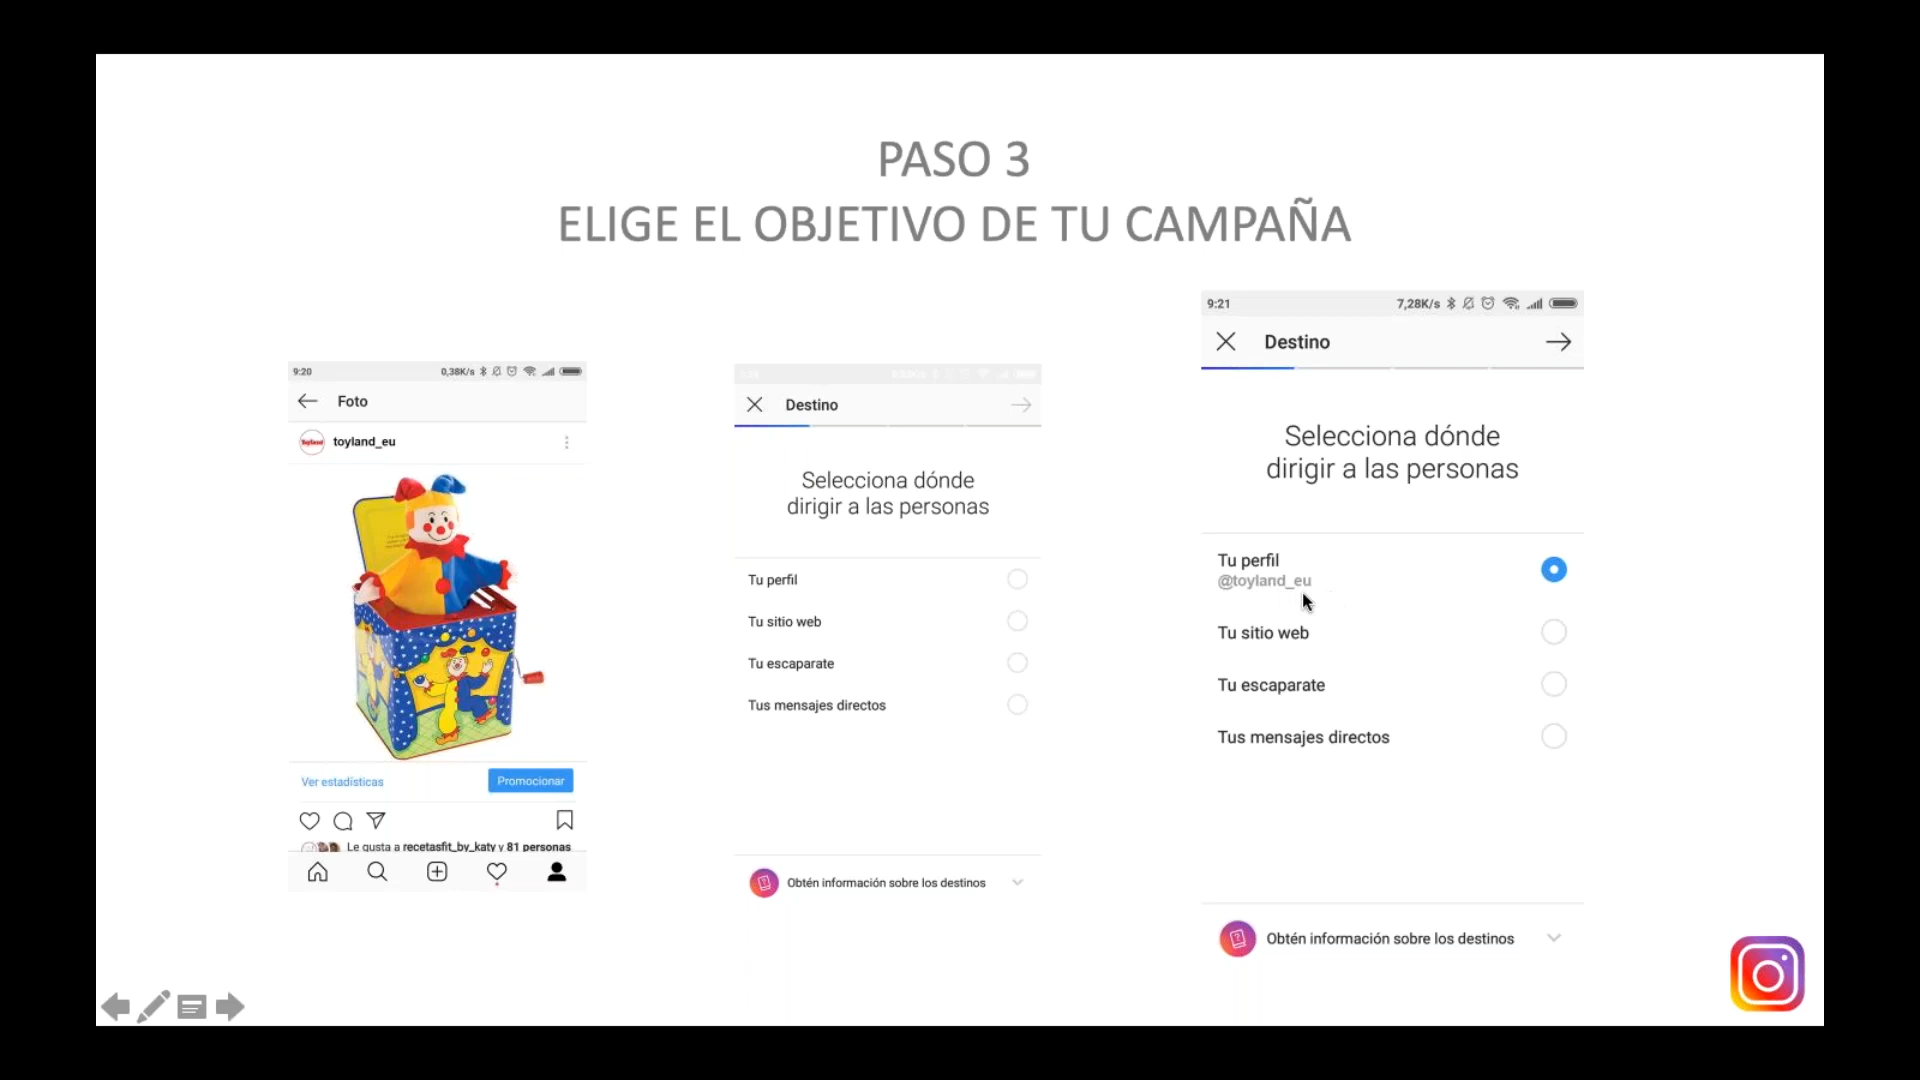 PASO 3
ELIGE EL OBJETIVO DE TU CAMPAÑA
9:20 0,38K/s
Foto
Toyland
toyland_eu
Ver estadísticas Promocionar
Le gusta a recetasfit_by_katy y 81 personas
Destino
Selecciona dónde
dirigir a las personas
Tu perfil
Tu sitio web
Tu escaparate
Tus mensajes directos
Obtén información sobre los destinos
9:21 7,28K/s
Destino
Selecciona dónde
dirigir a las personas
Tu perfil
@toyland_eu
Tu sitio web
Tu escaparate
Tus mensajes directos
Obtén información sobre los destinos